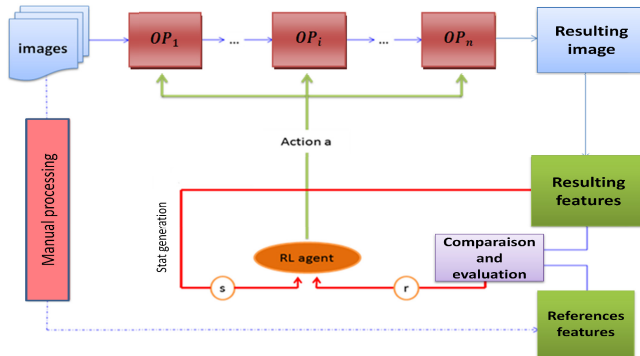 images
OP1
...
OPi
...
OPn
Resulting
image
Action a
Manual processing
Stat generation
Resulting
features
RL agent
Comparaison
and
evaluation
s
r
References
features